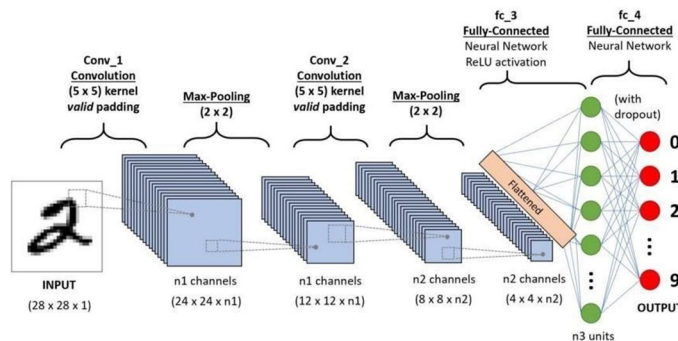 fc_3
Fully-Connected
Neural Network
ReLU activation
fc_4
Fully-Connected
Neural Network
Conv_1
Convolution
(5 x 5) kernel
valid padding
Max-Pooling
(2 x 2)
Conv_2
Convolution
(5 x 5) kernel
valid padding
Max-Pooling
(2 x 2)
(with
dropout)
Flattened
0
1
2
9
2
INPUT
(28 x 28 x 1)
n1 channels
(24 x 24 x n1)
n1 channels
(12 x 12 x n1)
n2 channels
(8 x 8 x n2)
n2 channels
(4 x 4 x n2)
OUTPUT
n3 units